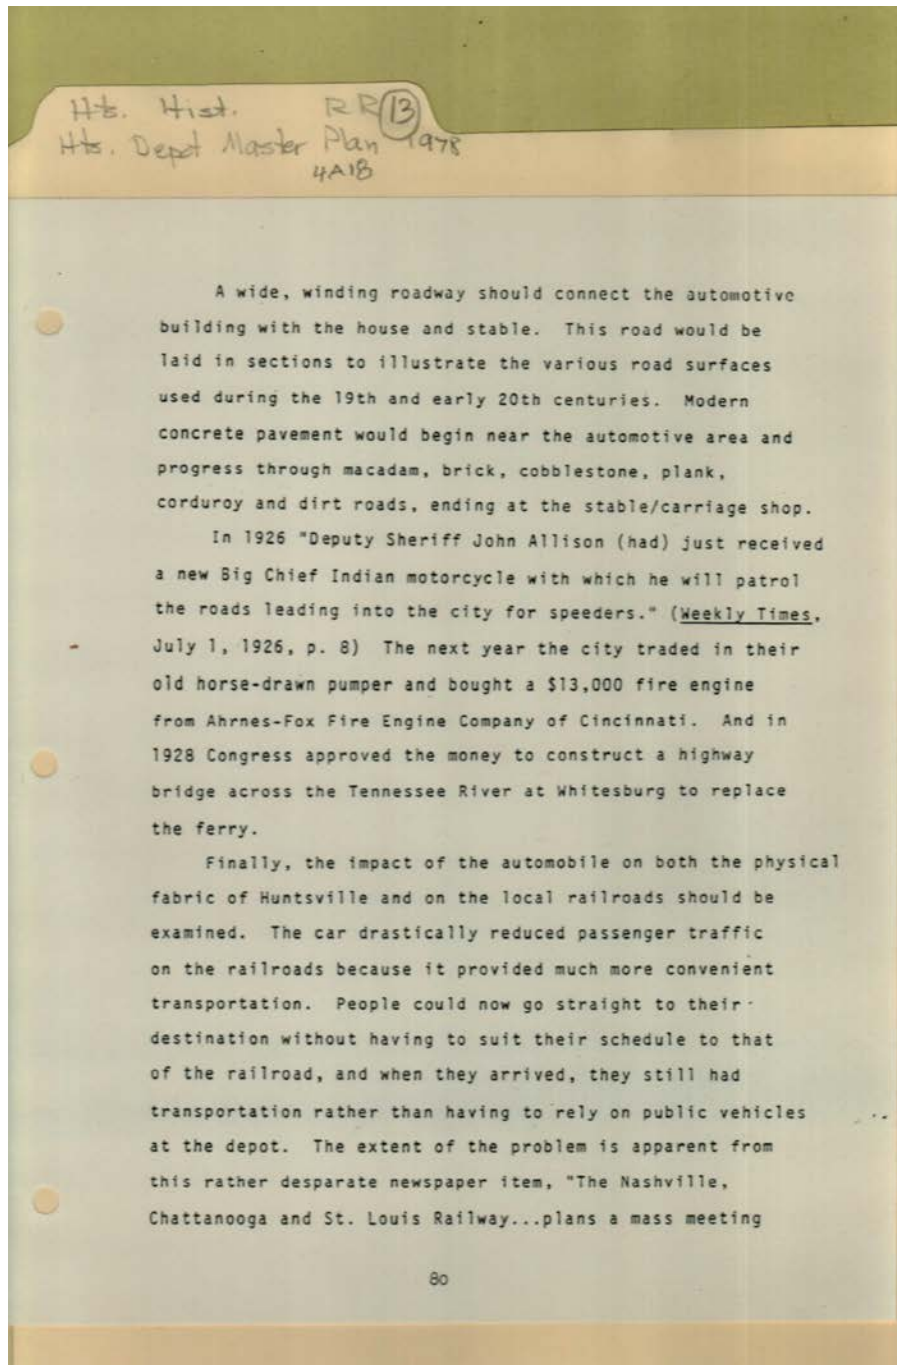 Hts. Hist. RR 13
Hts. Depot Master Plan 1978
4A18
A wide, winding roadway should connect the automotive
building with the house and stable. This road would be
laid in sections to illustrate the various road surfaces
used during the 19th and early 20th centuries. Modern
concrete pavement would begin near the automotive area and
progress through macadam, brick, cobblestone, plank,
corduroy and dirt roads, ending at the stable/carriage shop.
In 1926 "Deputy Sheriff John Allison (had) just received
a new Big Chief Indian motorcycle with which he will patrol
the roads leading into the city for speeders." (Weekly Times,
July 1, 1926, p. 8) The next year the city traded in their
old horse-drawn pumper and bought a $13,000 fire engine
from Ahrnes-Fox Fire Engine Company of Cincinnati. And in
1928 Congress approved the money to construct a highway
bridge across the Tennessee River at Whitesburg to replace
the ferry.
Finally, the impact of the automobile on both the physical
fabric of Huntsville and on the local railroads should be
examined. The car drastically reduced passenger traffic
on the railroads because it provided much more convenient
transportation. People could now go straight to their
destination without having to suit their schedule to that
of the railroad, and when they arrived, they still had
transportation rather than having to rely on public vehicles
at the depot. The extent of the problem is apparent from
this rather desparate newspaper item, "The Nashville,
Chattanooga and St. Louis Railway...plans a mass meeting
80